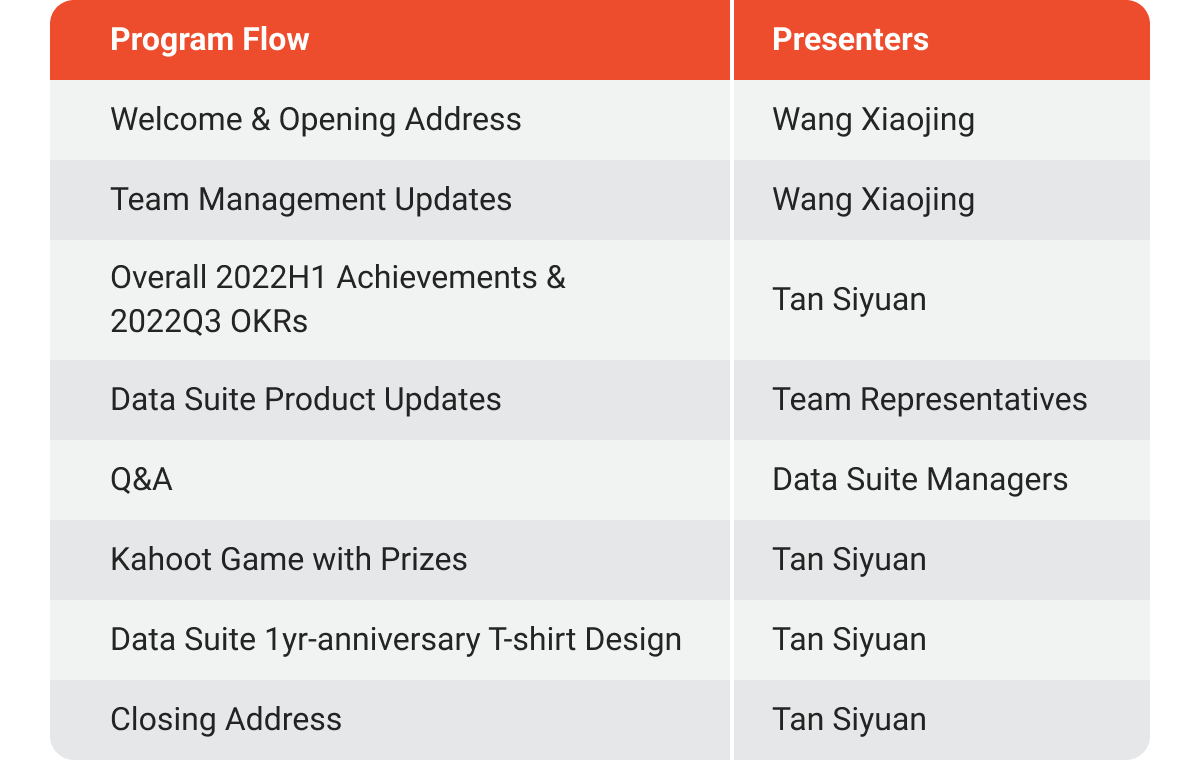 Program Flow Presenters
Welcome & Opening Address Wang Xiaojing
Team Management Updates Wang Xiaojing
Overall 2022H1 Achievements &
2022Q3 OKRs
Tan Siyuan
Data Suite Product Updates Team Representatives
Q&A Data Suite Managers
Kahoot Game with Prizes Tan Siyuan
Data Suite 1yr-anniversary T-shirt Design Tan Siyuan
Closing Address Tan Siyuan